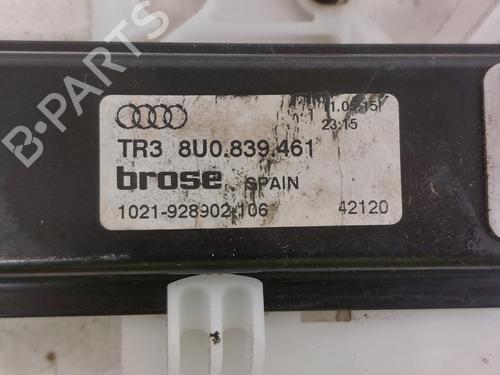 23:15
TR3 8U0.839.461
brose SPAIN
1021-928902-106 42120
B-PARTS